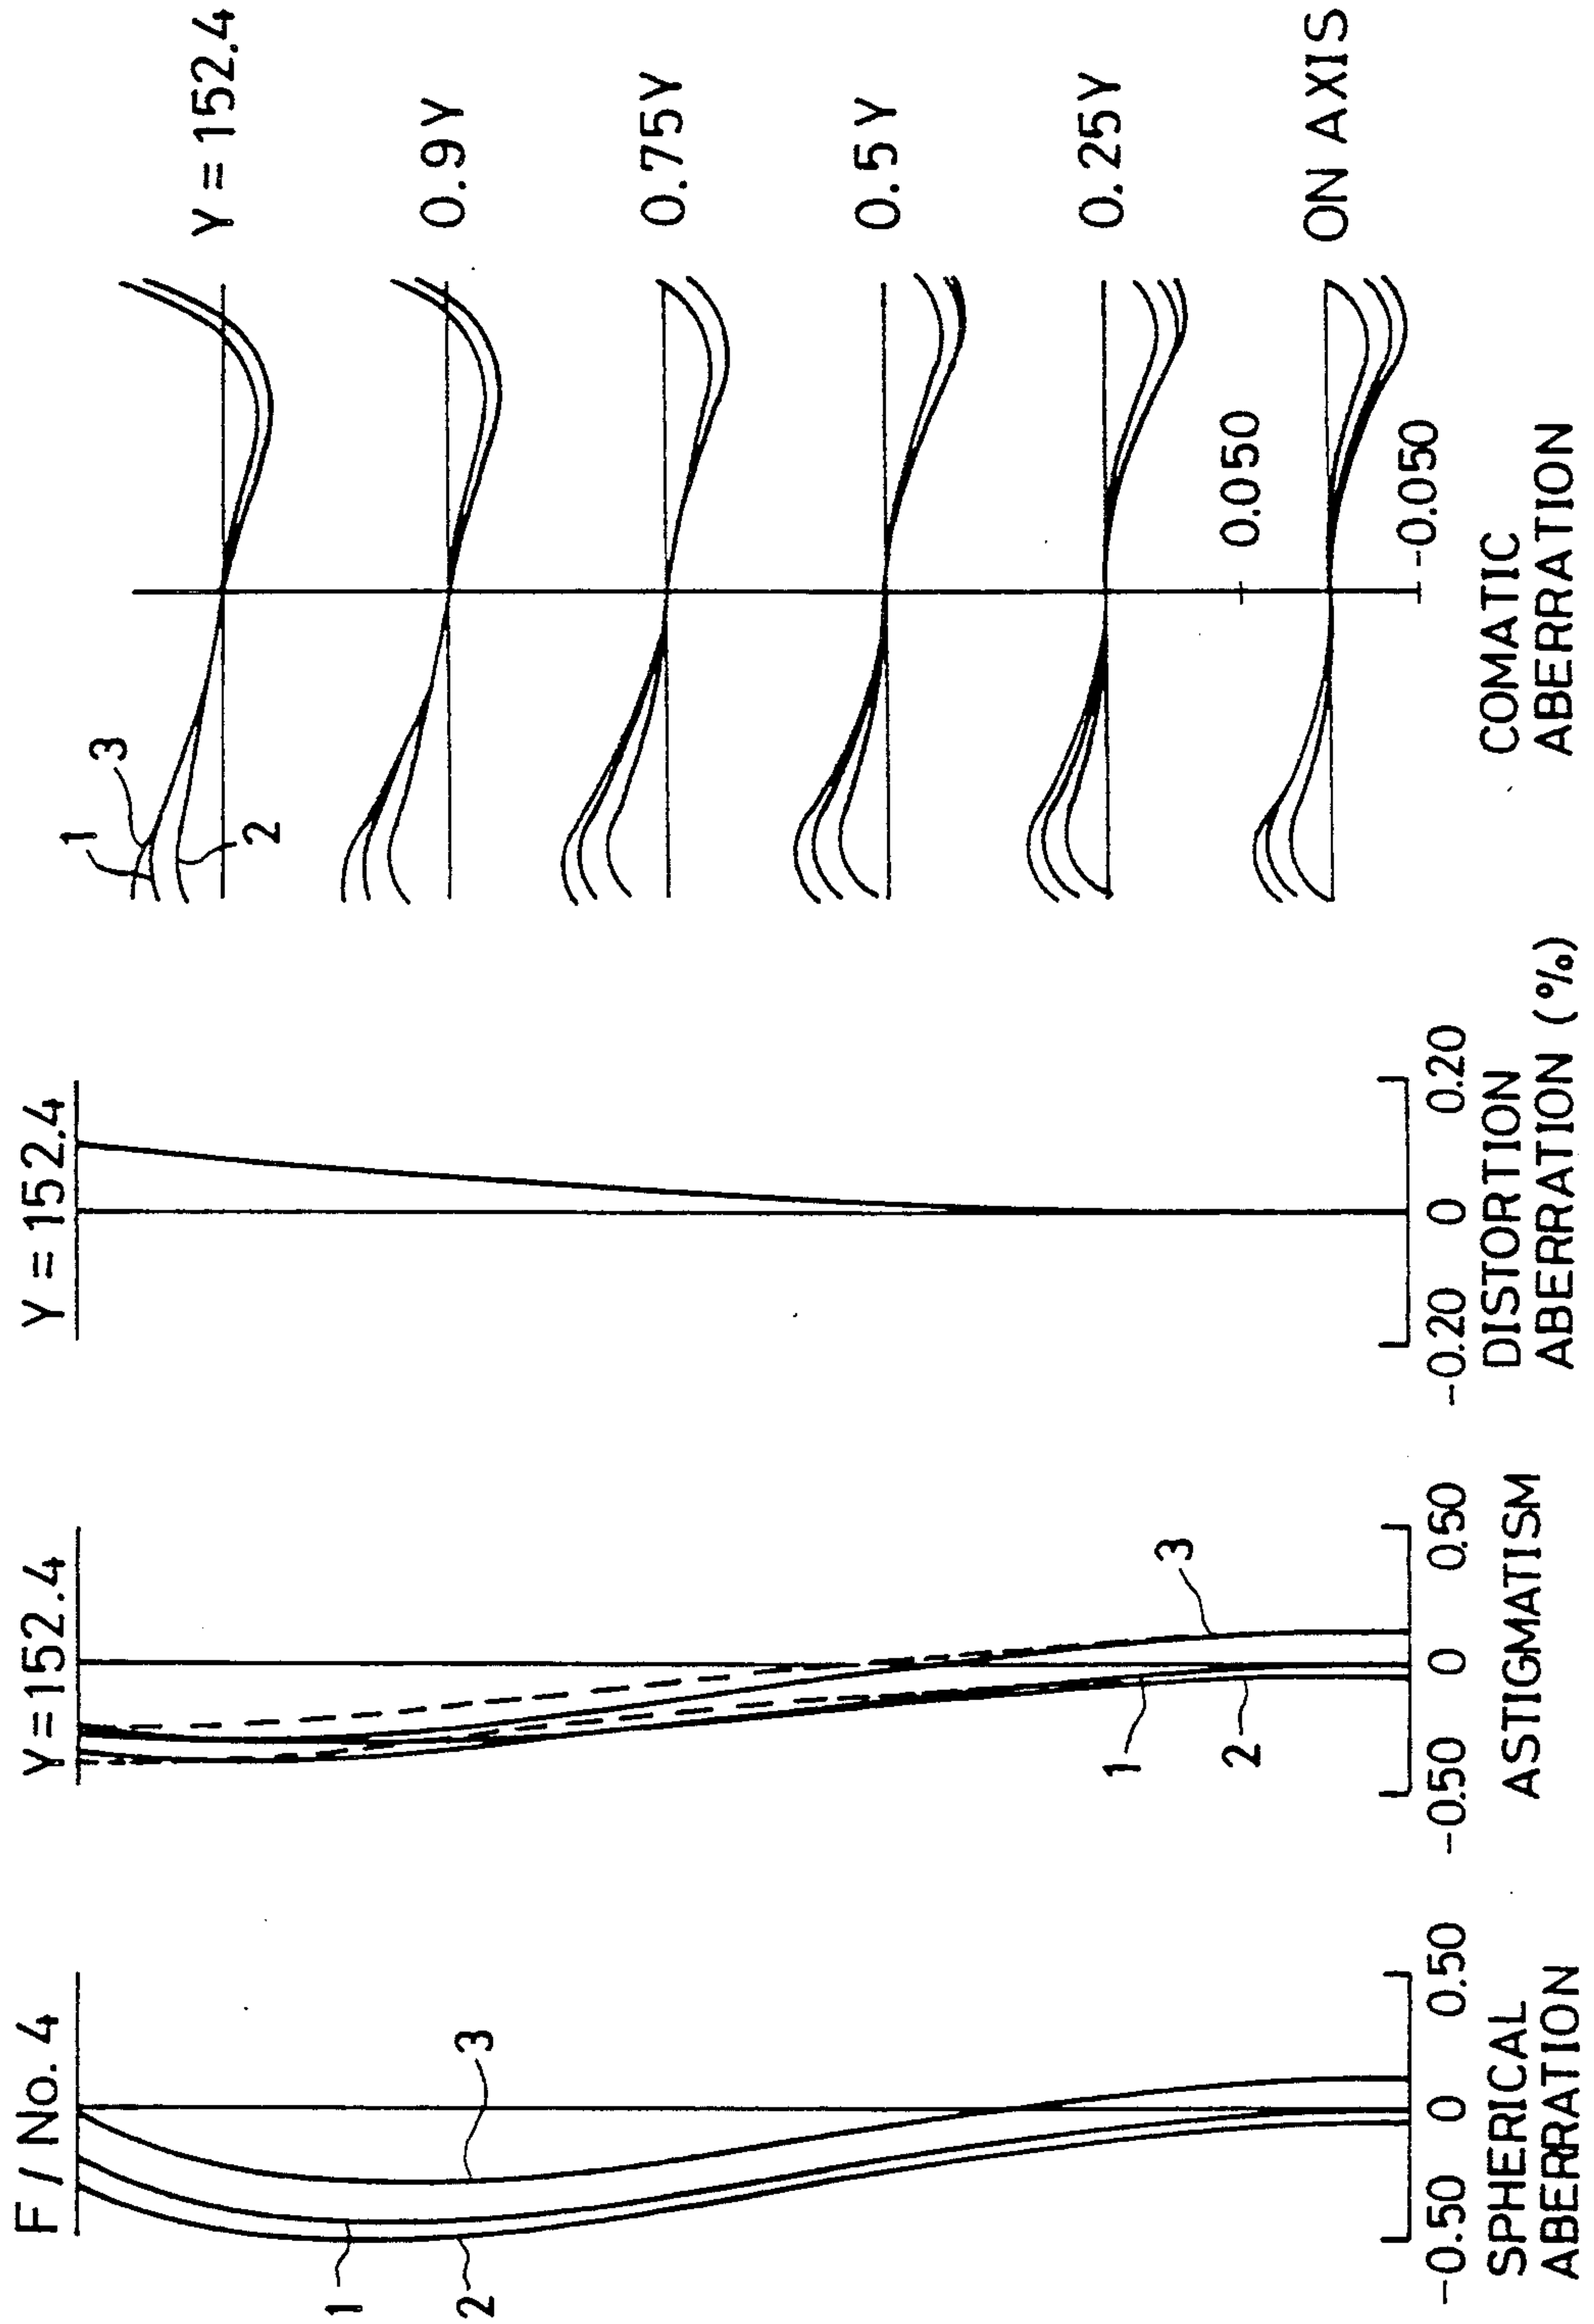 F / No. 4
1
2
3
-0.50 0 0.50
SPHERICAL
ABERRATION
Y=152.4
1
2
3
-0.50 0 0.50
ASTIGMATISM
Y = 152.4
-0.20 0 0.20
DISTORTION
ABERRATION (%)
1
3
2
Y = 152.4
0.9Y
0.75Y
0.5Y
0.25Y
0.050
ON AXIS
-0.050
COMATIC
ABERRATION